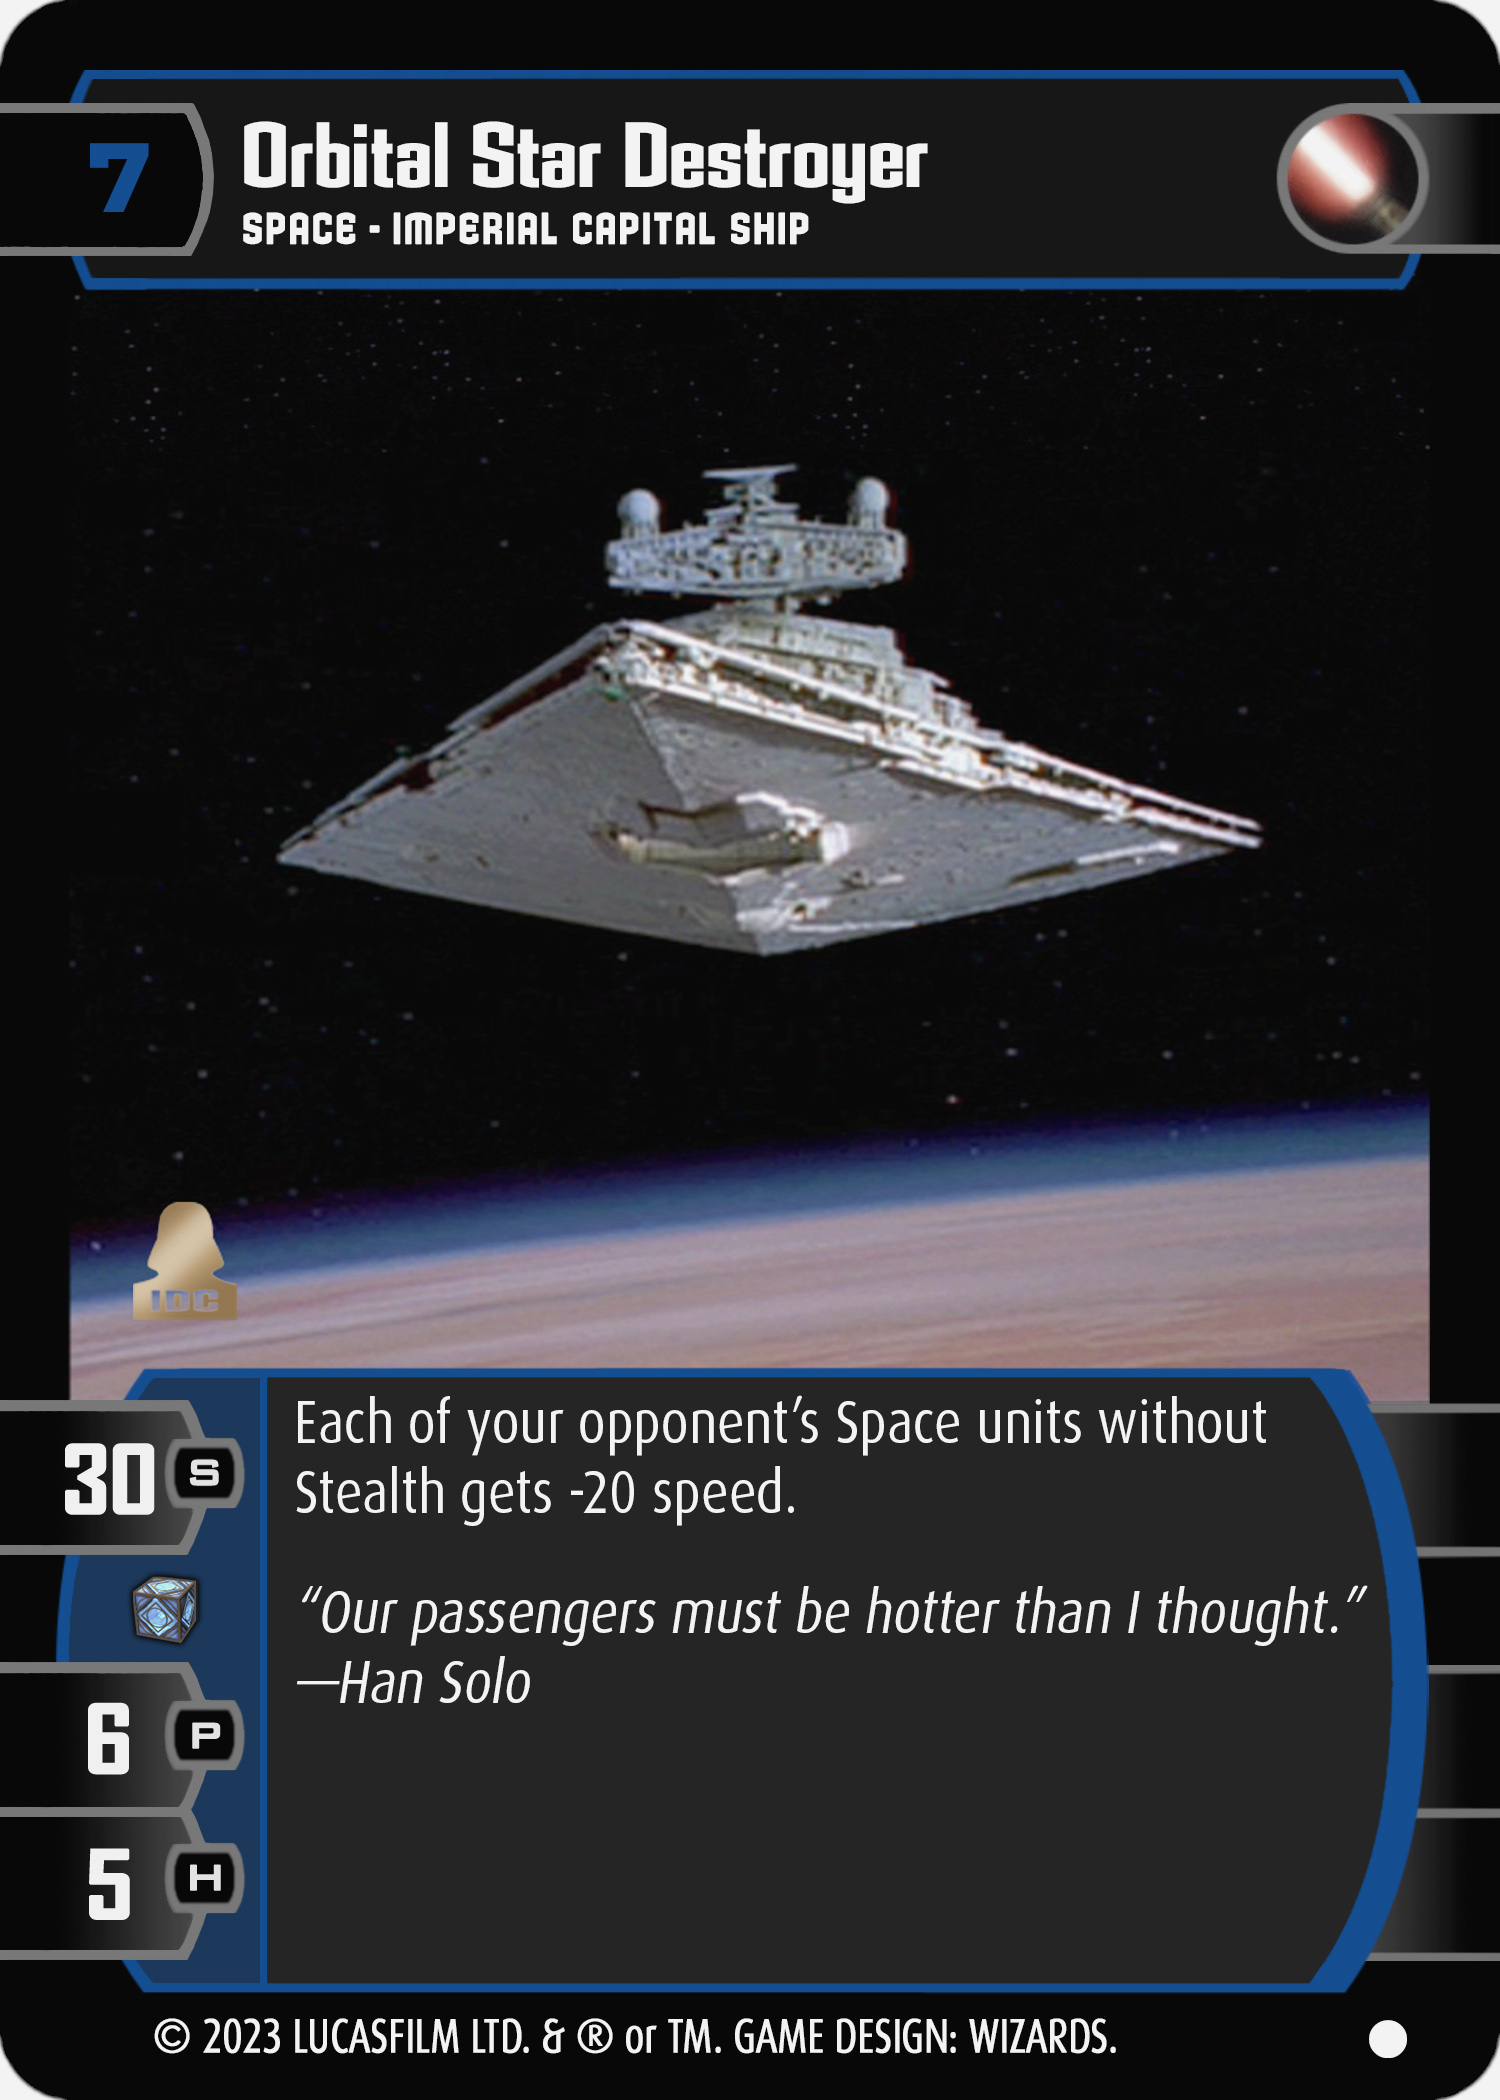 7
Orbital Star Destroyer
SPACE - IMPERIAL CAPITAL SHIP
IDC
Each of your opponent’s Space units without
Stealth gets -20 speed.
“Our passengers must be hotter than I thought.”
—Han Solo
30 S
6 P
5 H
© 2023 LUCASFILM LTD. & ® or TM. GAME DESIGN: WIZARDS.